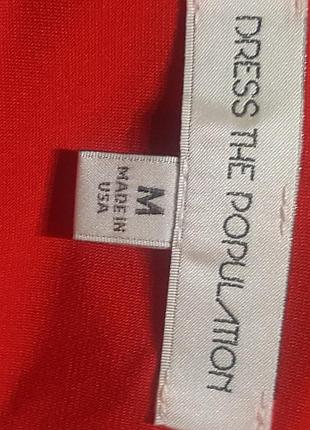 DRESS THE POPULATION
M
MADE IN
USA